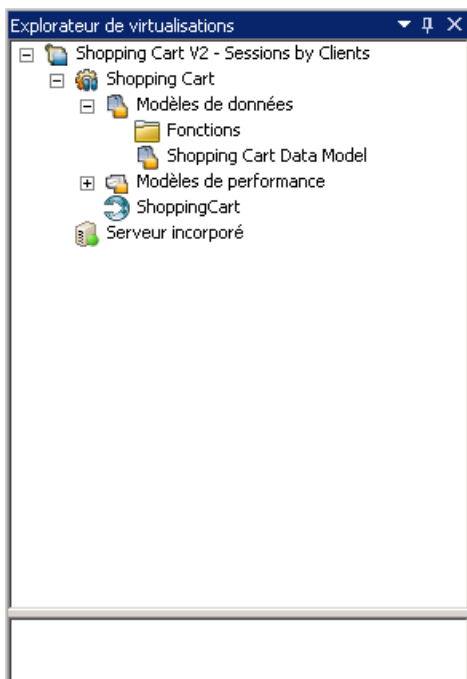 Explorateur de virtualisations
Shopping Cart V2 - Sessions by Clients
Shopping Cart
Modèles de données
Fonctions
Shopping Cart Data Model
Modèles de performance
ShoppingCart
Serveur incorporé